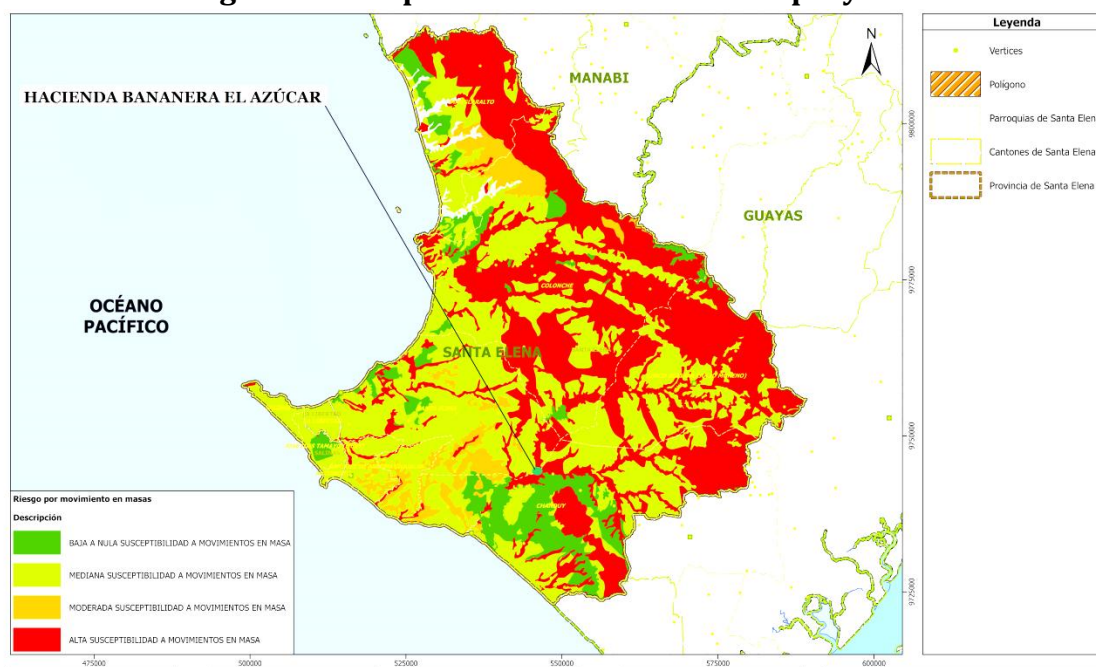 HACIENDA BANANERA EL AZÚCAR
MANABI
N
GUAYAS
OCÉANO
PACÍFICO
COLONCHE
SANTA ELENA
CHANDUY
Riesgo por movimiento en masas
Descripción
BAJA A NULA SUSCEPTIBILIDAD A MOVIMIENTOS EN MASA
MEDIANA SUSCEPTIBILIDAD A MOVIMIENTOS EN MASA
MODERADA SUSCEPTIBILIDAD A MOVIMIENTOS EN MASA
ALTA SUSCEPTIBILIDAD A MOVIMIENTOS EN MASA
475000 500000 525000 550000 575000 600000
9800000
9775000
9750000
9725000
Leyenda
Vertices
Polígono
Parroquias de Santa Elen
Cantones de Santa Elena
Provincia de Santa Elena